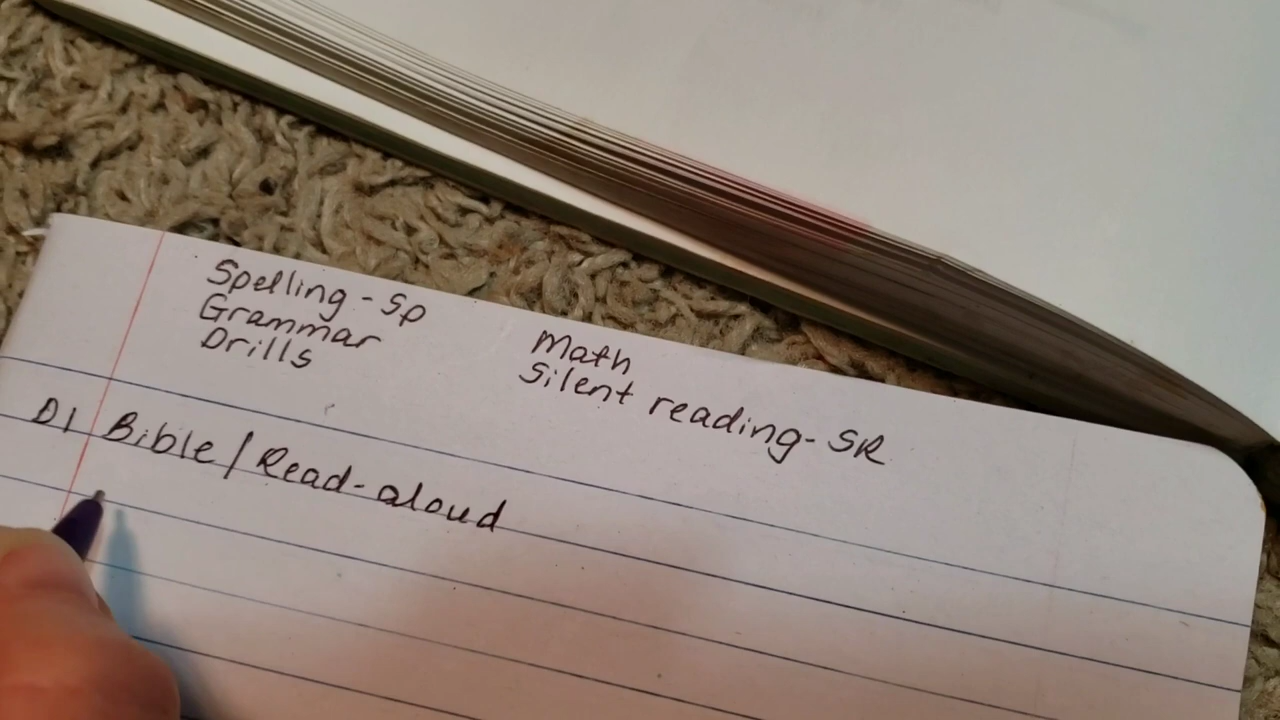 Spelling - Sp
Grammar
Drills
Math
Silent reading - SR
D1 Bible / Read-aloud